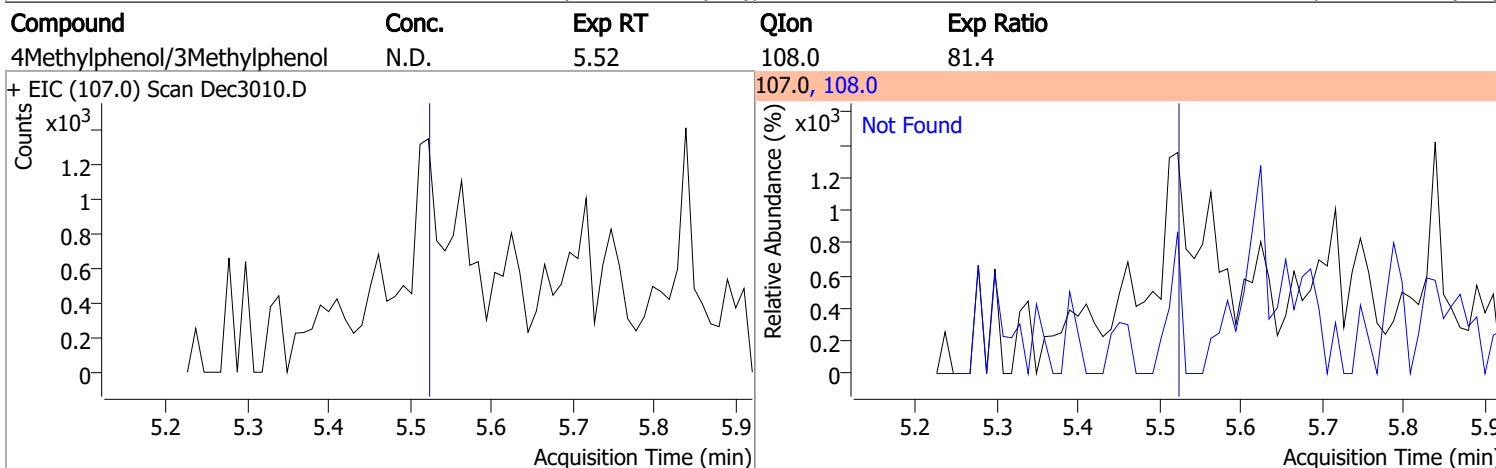 Compound Conc. Exp RT QIon Exp Ratio
4Methylphenol/3Methylphenol N.D. 5.52 108.0 81.4
+ EIC (107.0) Scan Dec3010.D
Counts
x10³
1.2
1
0.8
0.6
0.4
0.2
0
5.2 5.3 5.4 5.5 5.6 5.7 5.8 5.9
Acquisition Time (min)
107.0, 108.0
Relative Abundance (%)
x10³
Not Found
1.2
1
0.8
0.6
0.4
0.2
0
5.2 5.3 5.4 5.5 5.6 5.7 5.8 5.9
Acquisition Time (min)